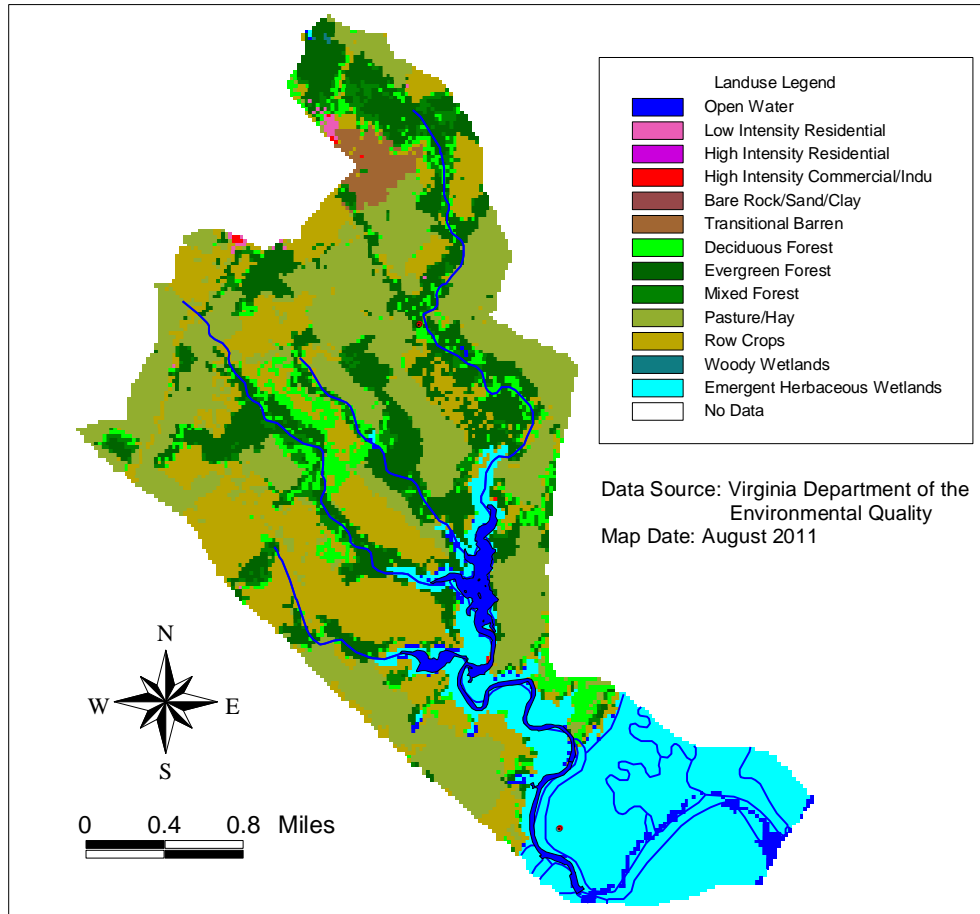 Landuse Legend
Open Water
Low Intensity Residential
High Intensity Residential
High Intensity Commercial/Indu
Bare Rock/Sand/Clay
Transitional Barren
Deciduous Forest
Evergreen Forest
Mixed Forest
Pasture/Hay
Row Crops
Woody Wetlands
Emergent Herbaceous Wetlands
No Data
Data Source: Virginia Department of the
Environmental Quality
Map Date: August 2011
N
W E
S
0 0.4 0.8 Miles